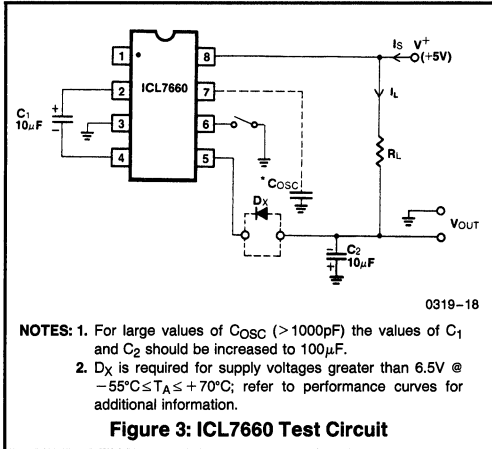 IS V+
(+5V)
1 8
ICL7660
2 7
IL
C1
10μF
+
−
3 6
4 5
RL
*COSC
DX
VOUT
−
C2
+
10μF
0319–18
NOTES: 1. For large values of COSC (>1000pF) the values of C1
and C2 should be increased to 100μF.
2. DX is required for supply voltages greater than 6.5V @
−55°C≤TA≤+70°C; refer to performance curves for
additional information.
Figure 3: ICL7660 Test Circuit